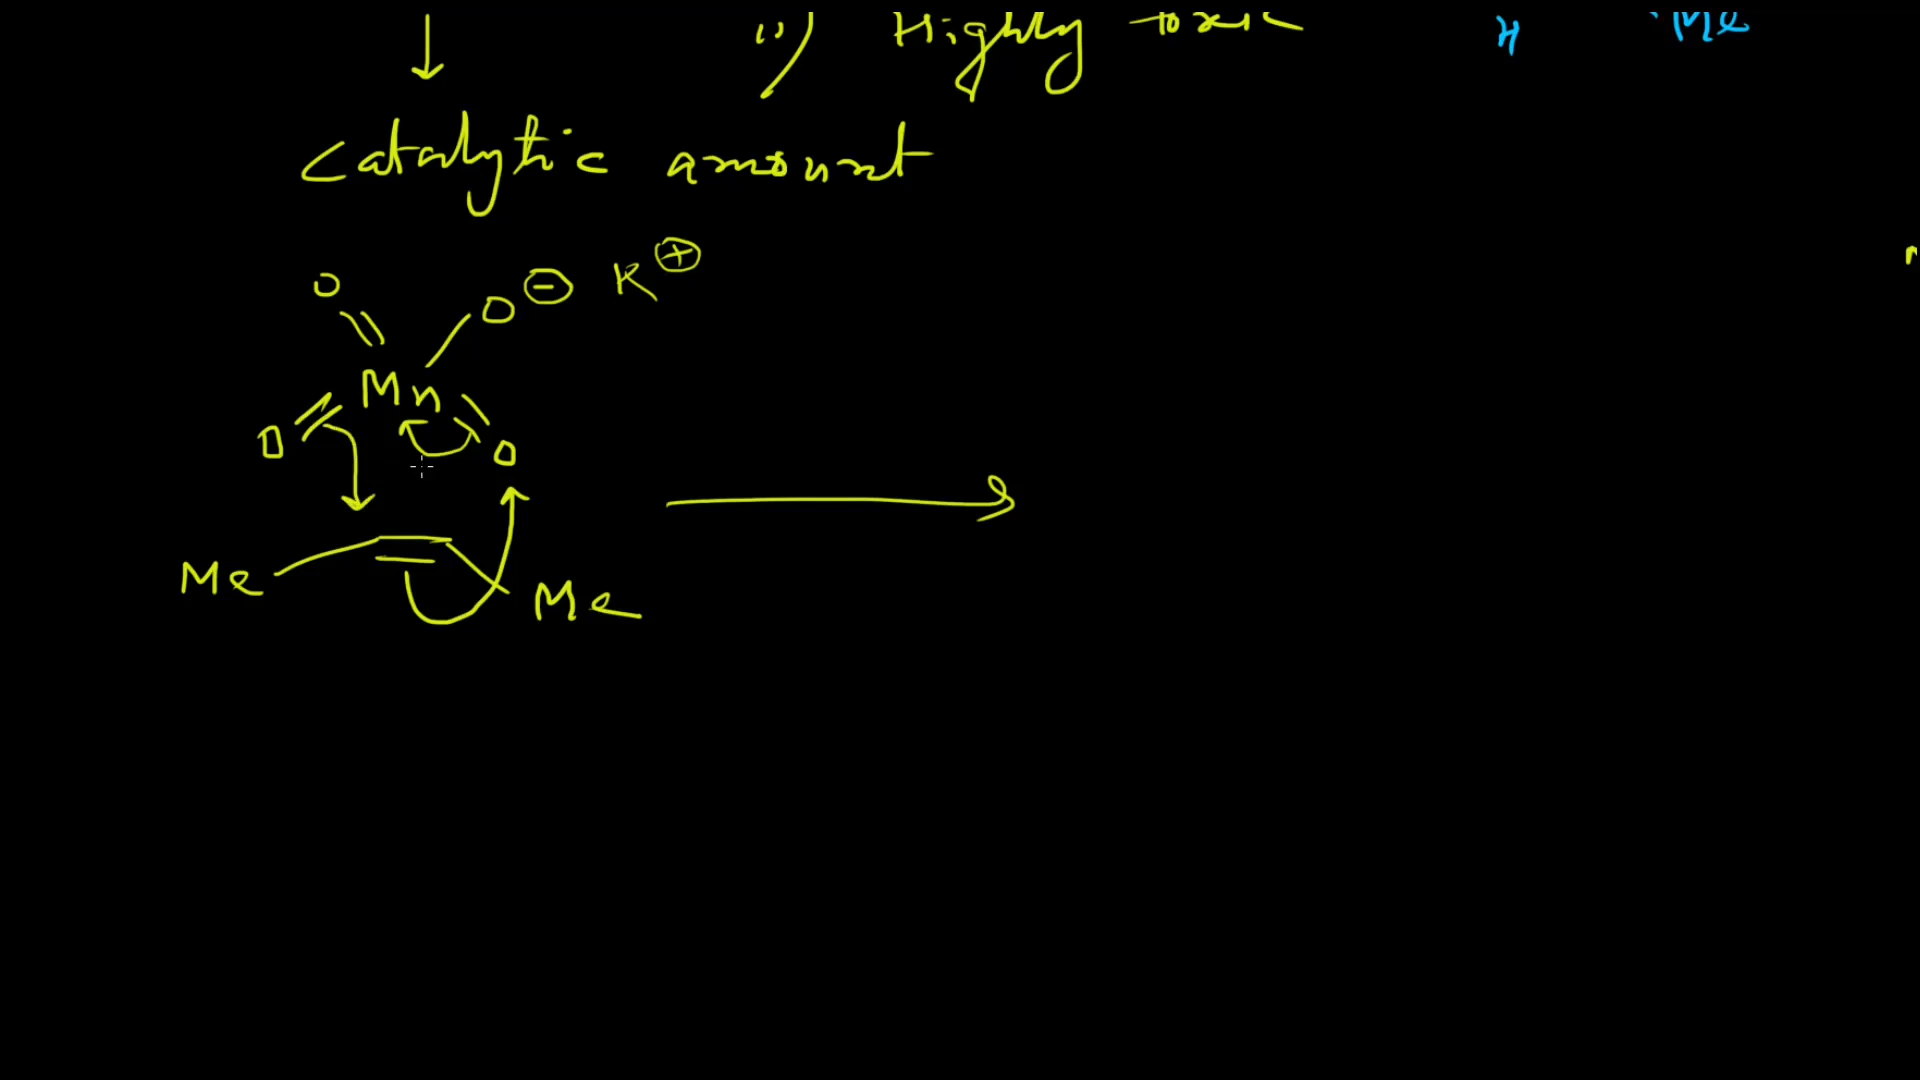 ii) Highly toxic
H Me
Catalytic amount
O O ⊖ K ⊕
Mn
O O
Me Me